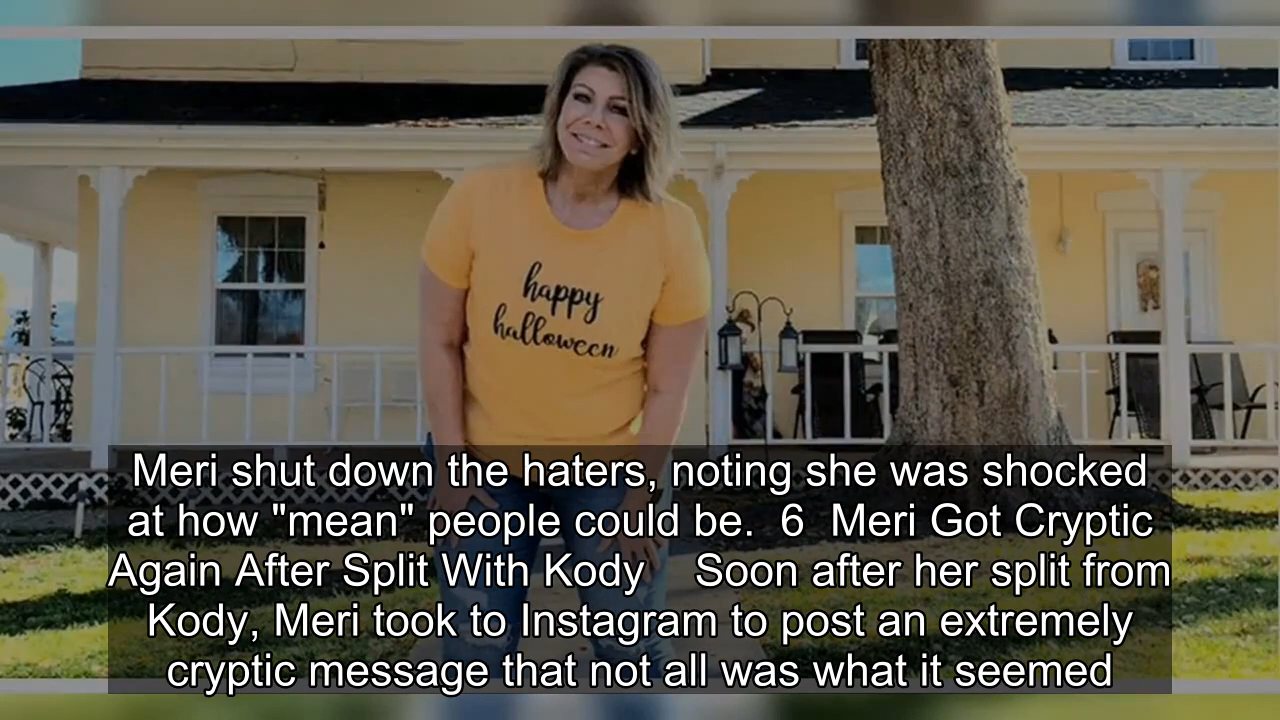 happy
halloween
Meri shut down the haters, noting she was shocked
at how "mean" people could be.  6  Meri Got Cryptic
Again After Split With Kody    Soon after her split from
Kody, Meri took to Instagram to post an extremely
cryptic message that not all was what it seemed